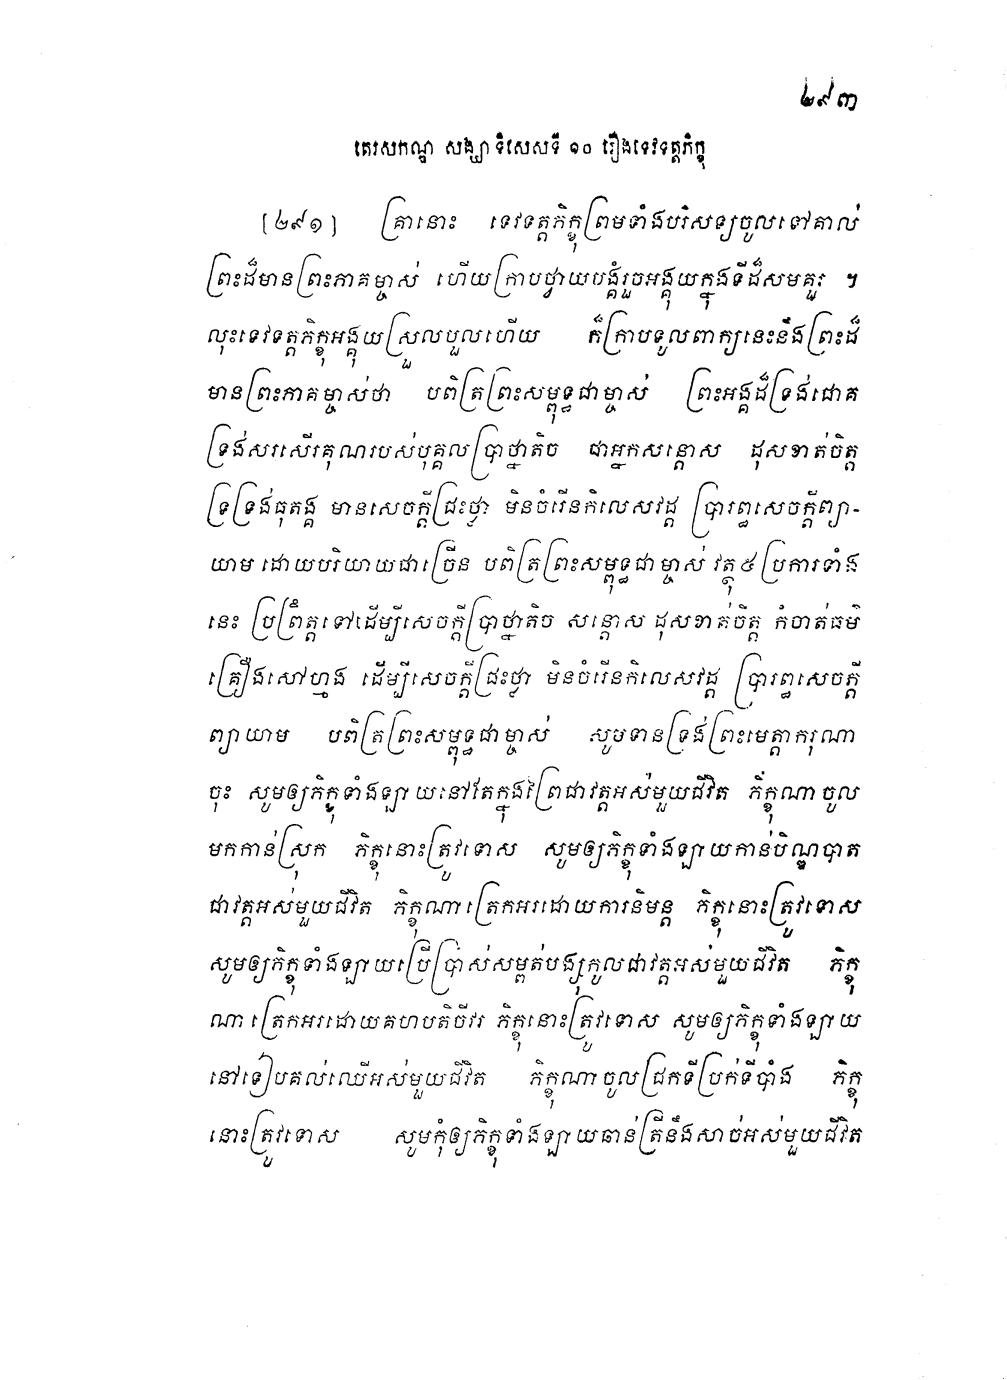 ២៩៣
តេរសកណ្ឌ សង្ឃាទិសេសទី ១០ រឿងទេវទត្តភិក្ខុ
[២៩១] គ្រានោះ ទេវទត្តភិក្ខុព្រមទាំងបរិសទ្យចូលទៅគាល់
ព្រះដ៏មានព្រះភាគម្ចាស់ ហើយក្រាបថ្វាយបង្គំរួចអង្គុយក្នុងទីដ៏សមគួរ ។
លុះទេវទត្តភិក្ខុអង្គុយស្រួលបួលហើយ ក៏ក្រាបទូលពាក្យនេះនឹងព្រះដ៏
មានព្រះភាគម្ចាស់ថា បពិត្រព្រះសម្ពុទ្ធជាម្ចាស់ ព្រះអង្គដ៏ទ្រង់ជោគ
ទ្រង់សរសើរគុណរបស់បុគ្គលប្រាថ្នាតិច ជាអ្នកសន្តោស ដុសខាត់ចិត្ត
ទ្រទ្រង់ធុតង្គ មានសេចក្តីជ្រះថ្លា មិនចំរើនកិលេសវដ្ត ប្រារព្ធសេចក្តីព្យា-
យាម ដោយបរិយាយជាច្រើន បពិត្រព្រះសម្ពុទ្ធជាម្ចាស់ វត្ថុ៥ប្រការទាំង
នេះ ប្រព្រឹត្តទៅដើម្បីសេចក្តីប្រាថ្នាតិច សន្តោស ដុសខាត់ចិត្ត កំចាត់ធម៌
គ្រឿងសៅហ្មង ដើម្បីសេចក្តីជ្រះថ្លា មិនចំរើនកិលេសវដ្ត ប្រារព្ធសេចក្តី
ព្យាយាម បពិត្រព្រះសម្ពុទ្ធជាម្ចាស់ សូមទានទ្រង់ព្រះមេត្តាករុណា
ចុះ សូមឲ្យភិក្ខុទាំងឡាយនៅតែក្នុងព្រៃជាវត្តអស់មួយជីវិត ភិក្ខុណាចូល
មកកាន់ស្រុក ភិក្ខុនោះត្រូវទោស សូមឲ្យភិក្ខុទាំងឡាយកាន់បិណ្ឌបាត
ជាវត្តអស់មួយជីវិត ភិក្ខុណាត្រេកអរដោយការនិមន្ត ភិក្ខុនោះត្រូវទោស
សូមឲ្យភិក្ខុទាំងឡាយប្រើប្រាស់សម្ពត់បង្សុកូលជាវត្តអស់មួយជីវិត ភិក្ខុ
ណាត្រេកអរដោយគហបតិចីវរ ភិក្ខុនោះត្រូវទោស សូមឲ្យភិក្ខុទាំងឡាយ
នៅទៀបគល់ឈើអស់មួយជីវិត ភិក្ខុណាចូលជ្រកទីប្រក់ទីបាំង ភិក្ខុ
នោះត្រូវទោស សូមកុំឲ្យភិក្ខុទាំងឡាយឆាន់ត្រីនឹងសាច់អស់មួយជីវិត